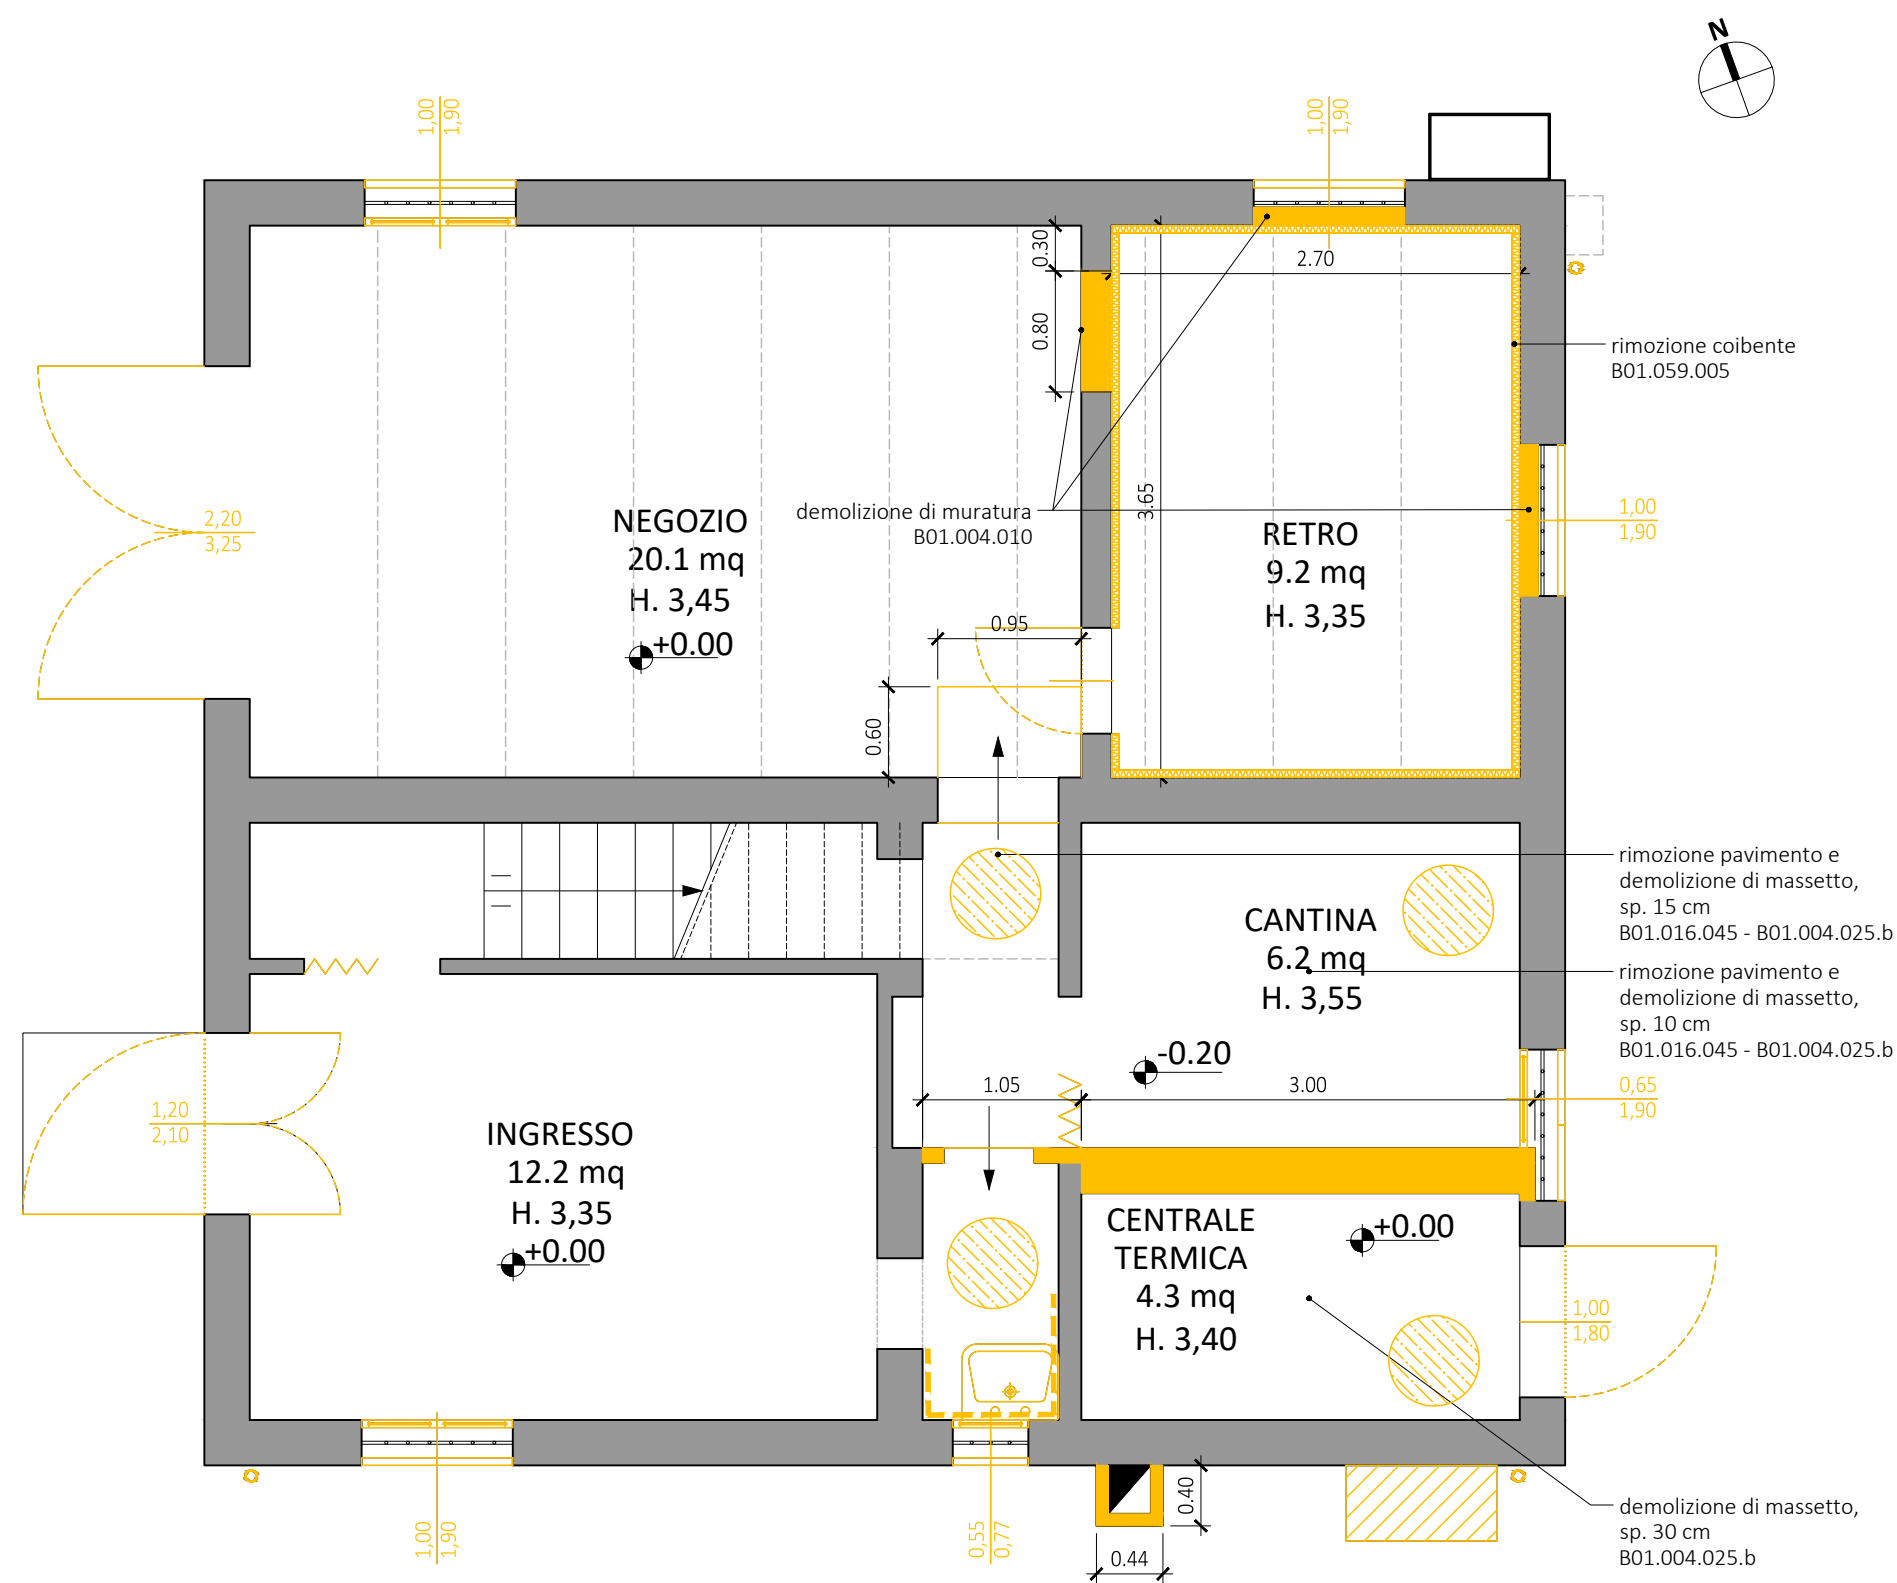 N
1,00
1,90
1,00
1,90
0.30
2.70
0.80
rimozione coibente
B01.059.005
2,20
3,25
NEGOZIO
20.1 mq
H. 3,45
+0.00
demolizione di muratura
B01.004.010
3.65
RETRO
9.2 mq
H. 3,35
1,00
1,90
0.95
0.60
rimozione pavimento e
demolizione di massetto,
sp. 15 cm
B01.016.045 - B01.004.025.b
CANTINA
6.2 mq
H. 3,55
-0.20
rimozione pavimento e
demolizione di massetto,
sp. 10 cm
B01.016.045 - B01.004.025.b
1.05
3.00
0,65
1,90
1,20
2,10
INGRESSO
12.2 mq
H. 3,35
+0.00
CENTRALE
TERMICA
4.3 mq
H. 3,40
+0.00
1,00
1,80
1,00
1,90
0,55
0,77
0.40
0.44
demolizione di massetto,
sp. 30 cm
B01.004.025.b